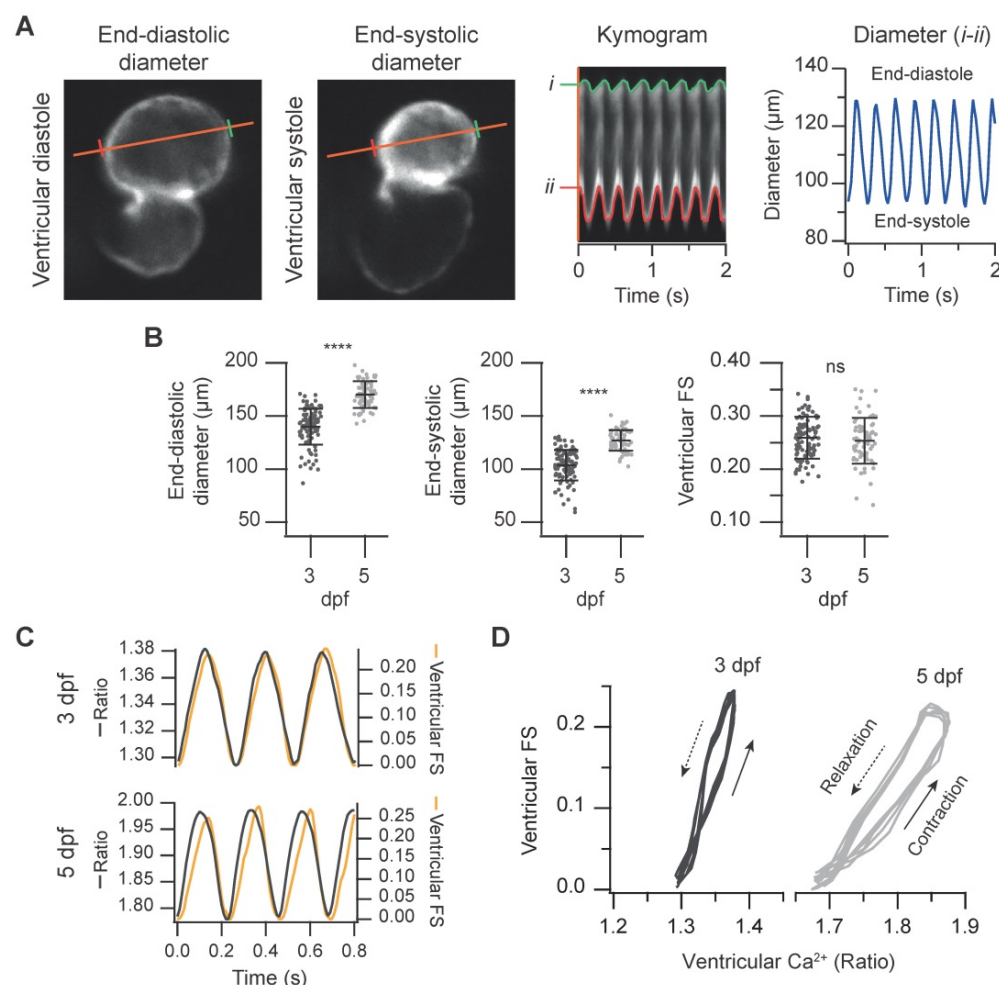 A
End-diastolic
diameter
End-systolic
diameter
Kymogram
Diameter (i-ii)
Ventricular diastole
Ventricular systole
i
ii
0
1
2
Time (s)
Diameter (µm)
140
120
100
80
End-diastole
End-systole
0
1
2
Time (s)
B
End-diastolic
diameter (µm)
200
150
100
50
****
3
5
dpf
End-systolic
diameter (µm)
200
150
100
50
****
3
5
dpf
Ventricluar FS
0.40
0.30
0.20
0.10
ns
3
5
dpf
C
3 dpf
Ratio
1.38
1.36
1.34
1.32
1.30
0.20
0.15
0.10
0.05
0.00
Ventricular FS
5 dpf
Ratio
2.00
1.95
1.90
1.85
1.80
0.25
0.20
0.15
0.10
0.05
0.00
Ventricular FS
0.0
0.2
0.4
0.6
0.8
Time (s)
D
3 dpf
5 dpf
Ventricular FS
0.2
0.1
0.0
Relaxation
Contraction
1.2
1.3
1.4
1.7
1.8
1.9
Ventricular Ca²⁺ (Ratio)